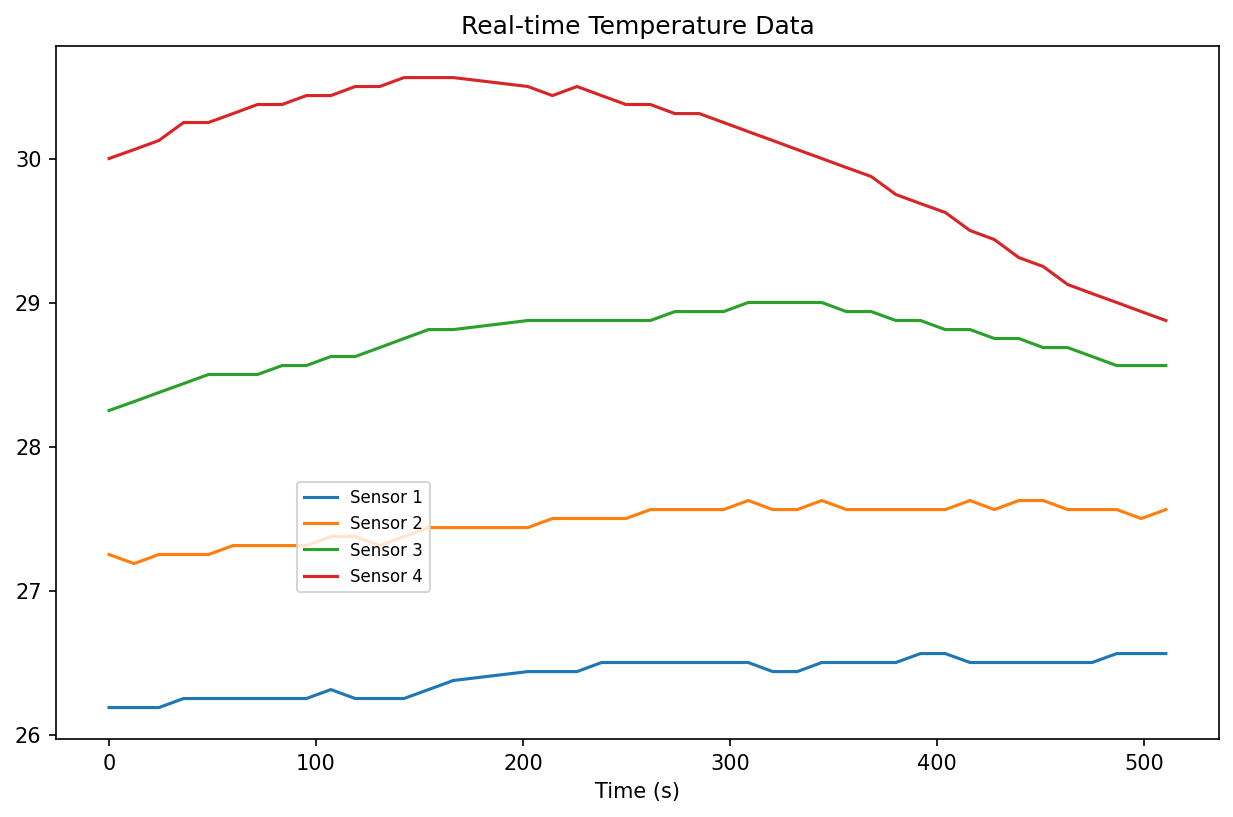 Real-time Temperature Data
30
29
28
27
26
Sensor 1
Sensor 2
Sensor 3
Sensor 4
0 100 200 300 400 500
Time (s)